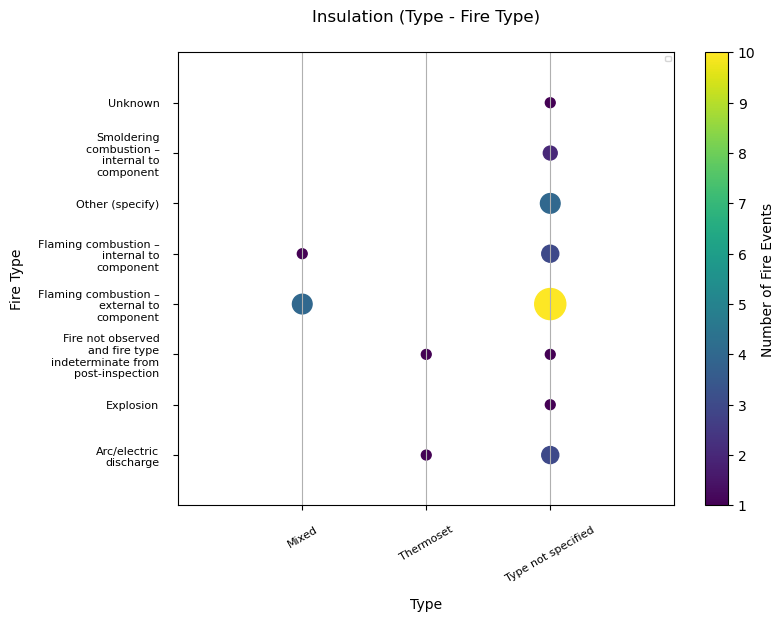 Insulation (Type - Fire Type)
Fire Type
Unknown
Smoldering
combustion –
internal to
component
Other (specify)
Flaming combustion –
internal to
component
Flaming combustion –
external to
component
Fire not observed
and fire type
indeterminate from
post-inspection
Explosion
Arc/electric
discharge
Mixed
Thermoset
Type not specified
Type
10
9
8
7
6
5
4
3
2
1
Number of Fire Events